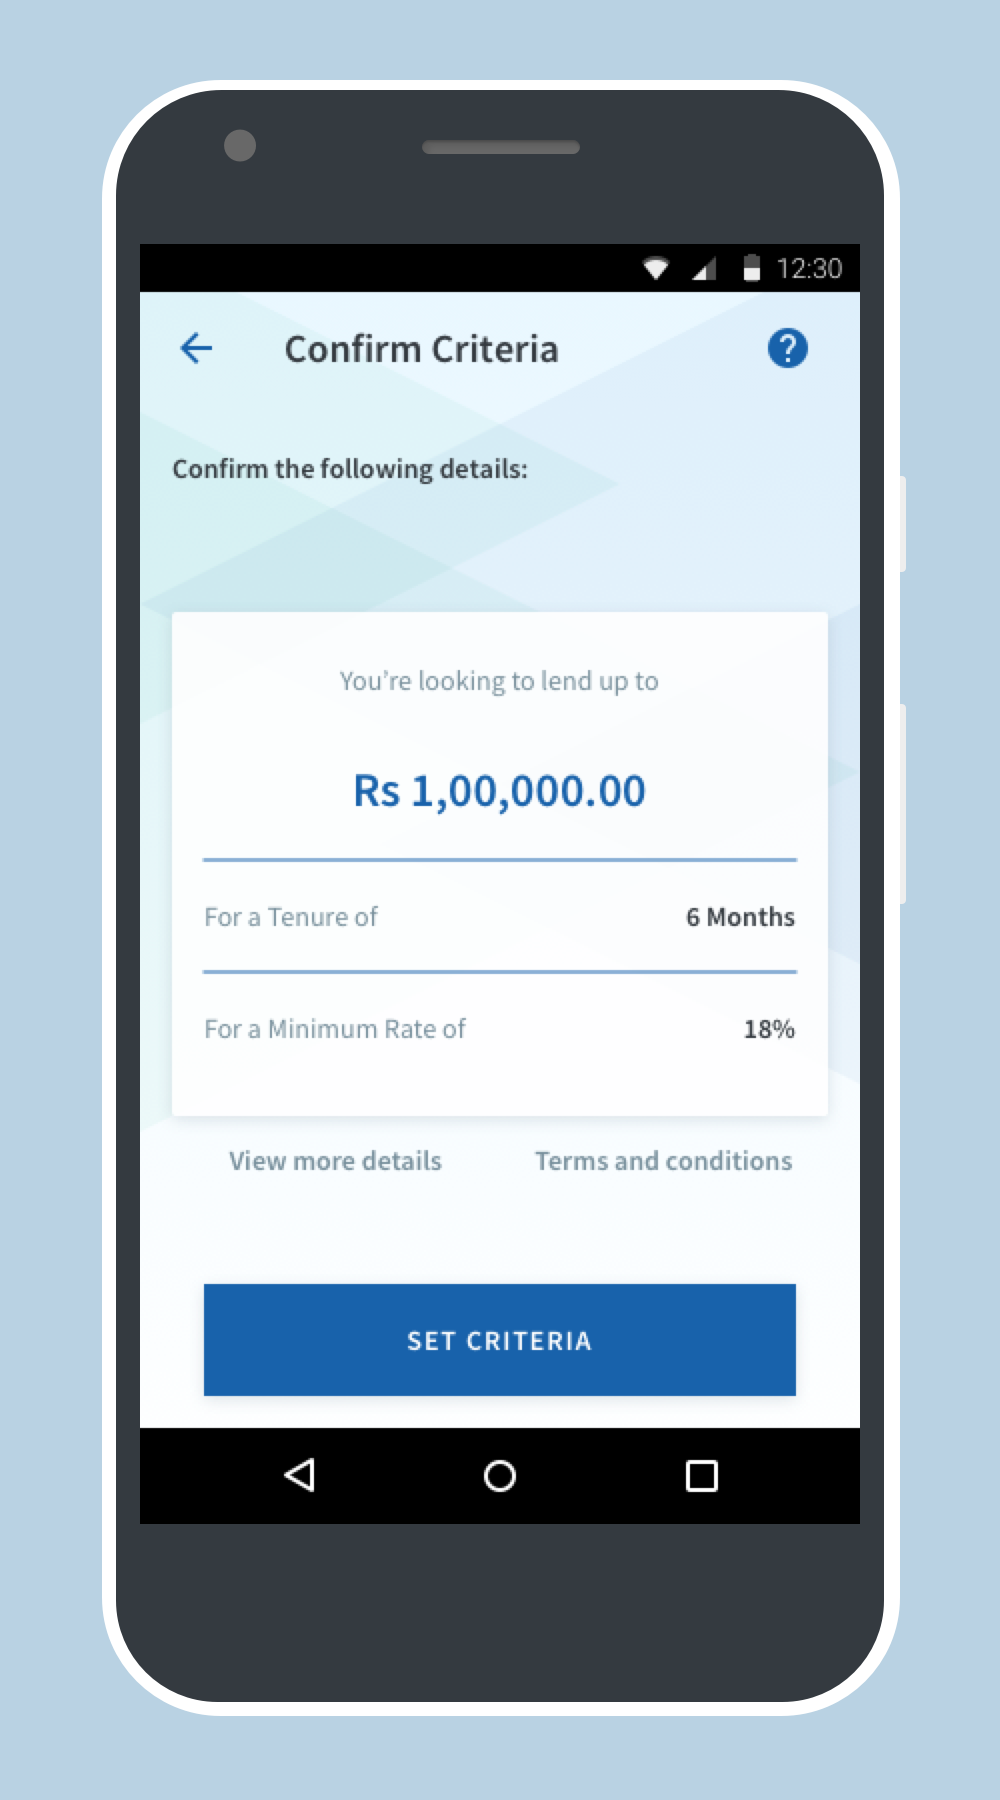 12:30
Confirm Criteria
?
Confirm the following details:
You’re looking to lend up to
Rs 1,00,000.00
For a Tenure of 6 Months
For a Minimum Rate of 18%
View more details Terms and conditions
SET CRITERIA